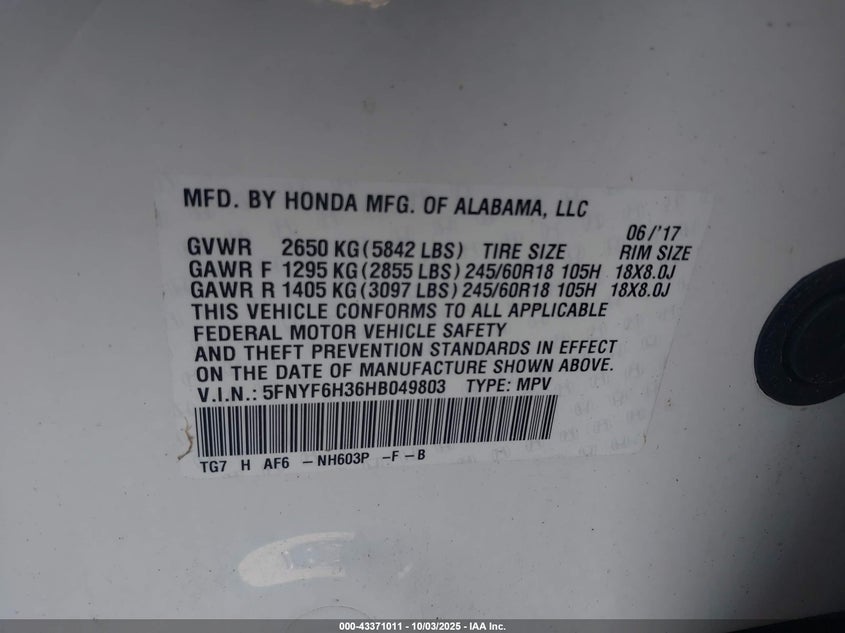 MFD. BY HONDA MFG. OF ALABAMA, LLC
06/'17
GVWR 2650 KG (5842 LBS) TIRE SIZE RIM SIZE
GAWR F 1295 KG (2855 LBS) 245/60R18 105H 18X8.0J
GAWR R 1405 KG (3097 LBS) 245/60R18 105H 18X8.0J
THIS VEHICLE CONFORMS TO ALL APPLICABLE
FEDERAL MOTOR VEHICLE SAFETY
AND THEFT PREVENTION STANDARDS IN EFFECT
ON THE DATE OF MANUFACTURE SHOWN ABOVE.
V.I.N.: 5FNYF6H36HB049803 TYPE: MPV
TG7 H AF6 -NH603P -F-B
000-43371011 - 10/03/2025 - IAA Inc.